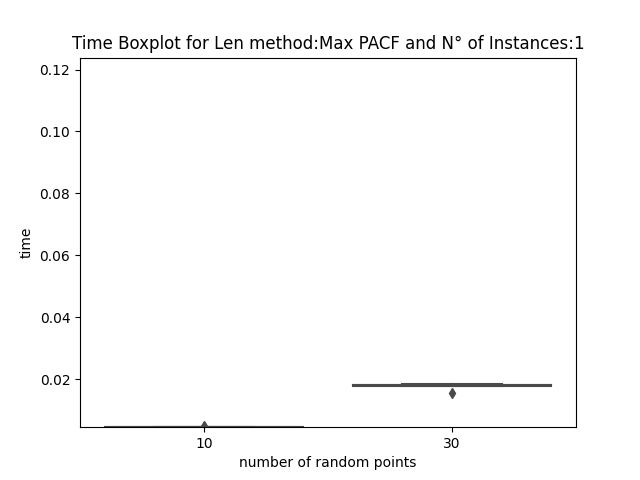 Time Boxplot for Len method:Max PACF and N° of Instances:1
0.12
0.10
0.08
0.06
0.04
0.02
time
10 30
number of random points